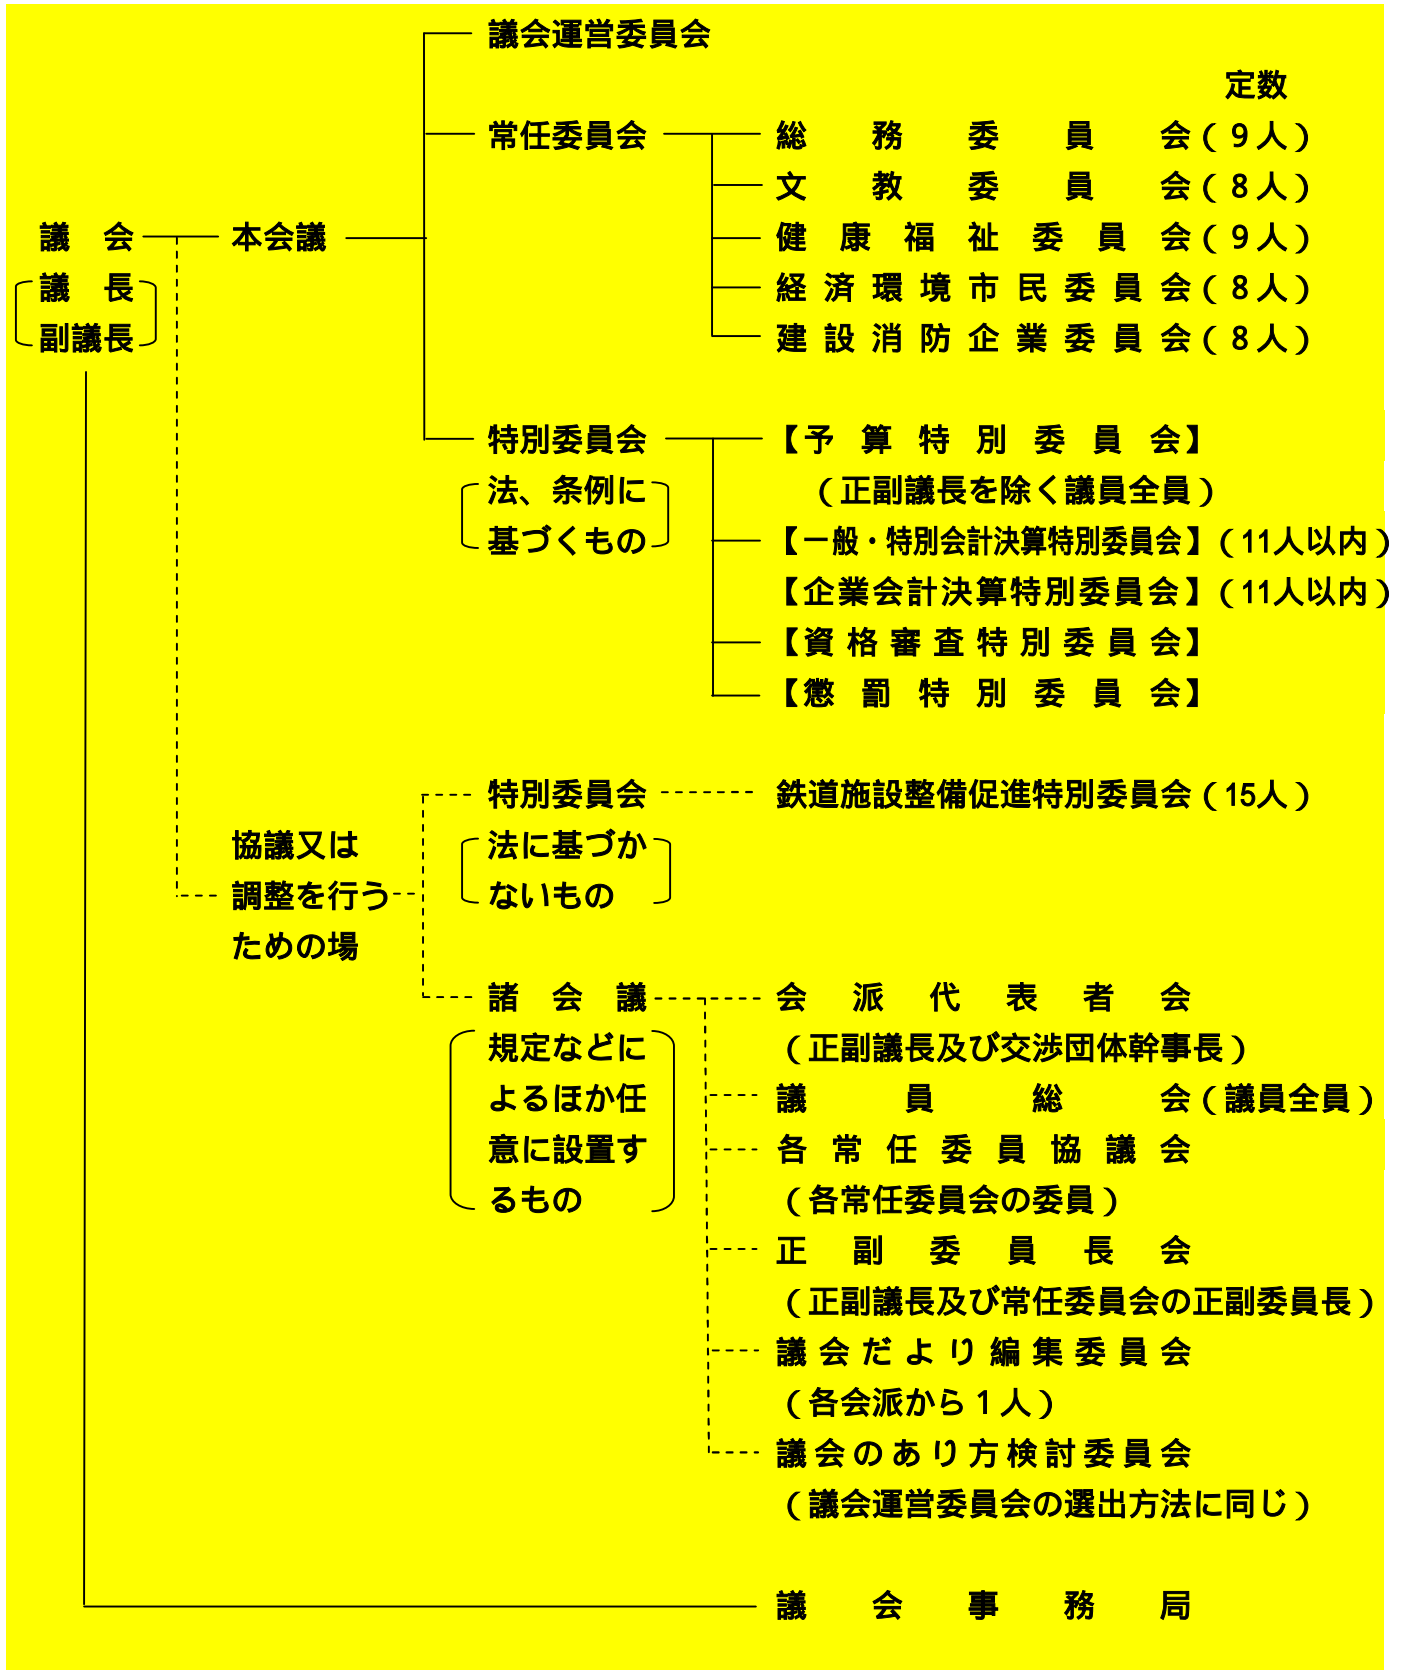 議会運営委員会
定数
常任委員会 総務委員会(9人)
文教委員会(8人)
議会 本会議 健康福祉委員会(9人)
議長 経済環境市民委員会(8人)
副議長 建設消防企業委員会(8人)
特別委員会 【予算特別委員会】
法、条例に (正副議長を除く議員全員)
基づくもの 【一般・特別会計決算特別委員会】(11人以内)
【企業会計決算特別委員会】(11人以内)
【資格審査特別委員会】
【懲罰特別委員会】
特別委員会 鉄道施設整備促進特別委員会(15人)
協議又は 法に基づか
調整を行う ないもの
ための場
諸会議 会派代表者会
規定などに (正副議長及び交渉団体幹事長)
よるほか任 議員総会(議員全員)
意に設置す 各常任委員協議会
るもの (各常任委員会の委員)
正副委員長会
(正副議長及び常任委員会の正副委員長)
議会だより編集委員会
(各会派から1人)
議会のあり方検討委員会
(議会運営委員会の選出方法に同じ)
議会事務局